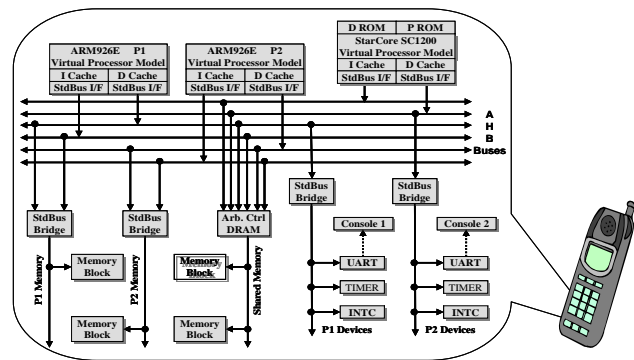 D ROM P ROM
StarCore SC1200
Virtual Processor Model
I Cache D Cache
StdBus I/F StdBus I/F
ARM926E P1
Virtual Processor Model
I Cache D Cache
StdBus I/F StdBus I/F
ARM926E P2
Virtual Processor Model
I Cache D Cache
StdBus I/F StdBus I/F
A
H
B
Buses
StdBus
Bridge
StdBus
Bridge
StdBus
Bridge
StdBus
Bridge
Arb. Ctrl
DRAM
Console 1
Console 2
P1 Memory
Memory
Block
P2 Memory
Memory
Block
Shared Memory
UART
UART
TIMER
TIMER
Memory
Block
Memory
Block
INTC
INTC
P1 Devices
P2 Devices